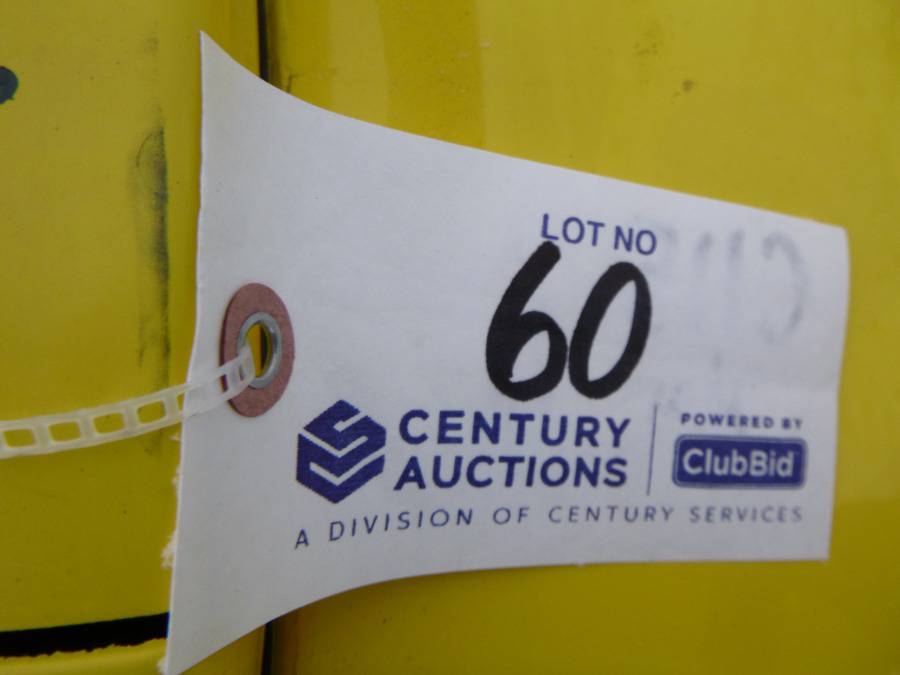 LOT NO
60
CENTURY
AUCTIONS
POWERED BY
ClubBid
A DIVISION OF CENTURY SERVICES